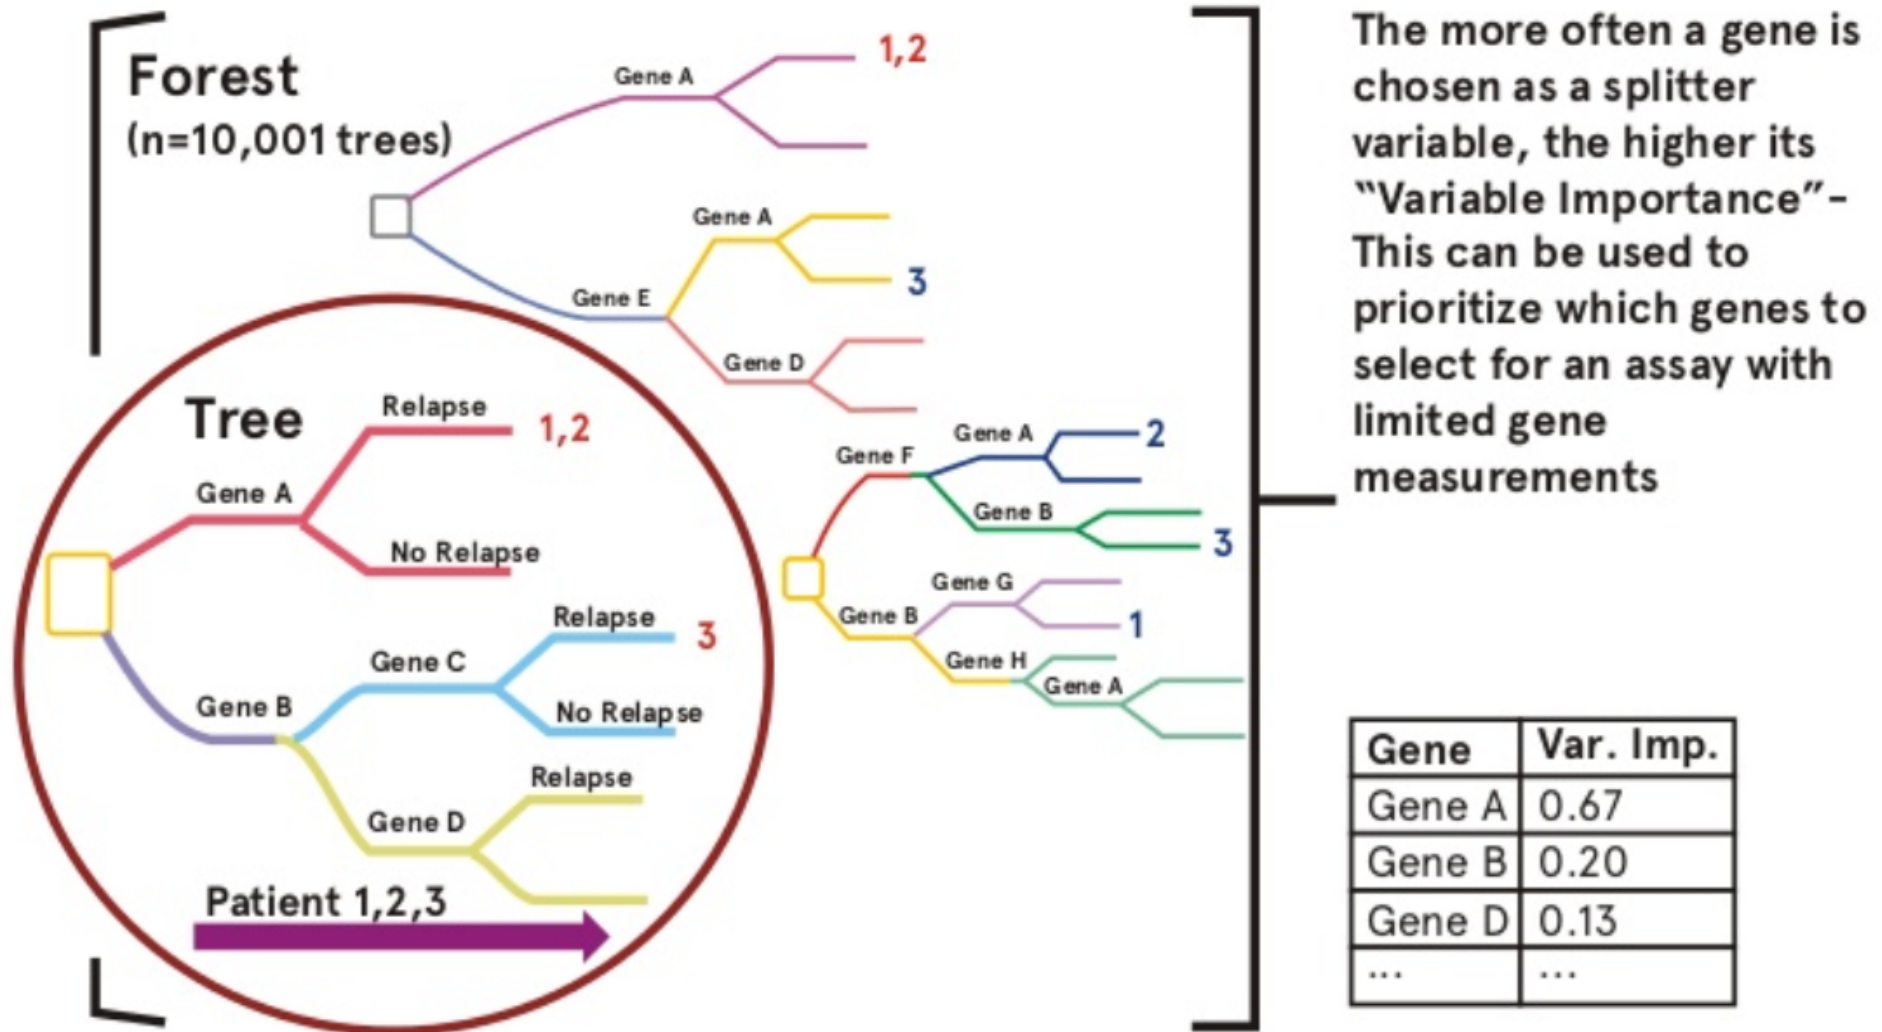 Forest
(n=10,001 trees)
Gene A
1,2
Gene A
3
Gene E
Gene D
Tree
Relapse
1,2
Gene A
No Relapse
Relapse
3
Gene C
No Relapse
Gene B
Relapse
Gene D
Patient 1,2,3
Gene A
2
Gene F
Gene B
3
Gene G
1
Gene B
Gene H
Gene A
The more often a gene is
chosen as a splitter
variable, the higher its
“Variable Importance”-
This can be used to
prioritize which genes to
select for an assay with
limited gene
measurements
Gene Var. Imp.
Gene A 0.67
Gene B 0.20
Gene D 0.13
... ...